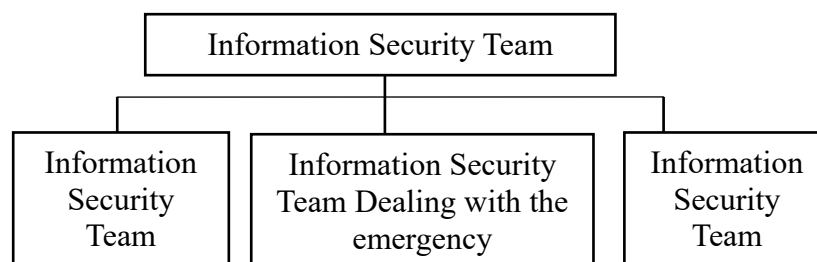 Information Security Team
Information
Security
Team
Information Security
Team Dealing with the
emergency
Information
Security
Team